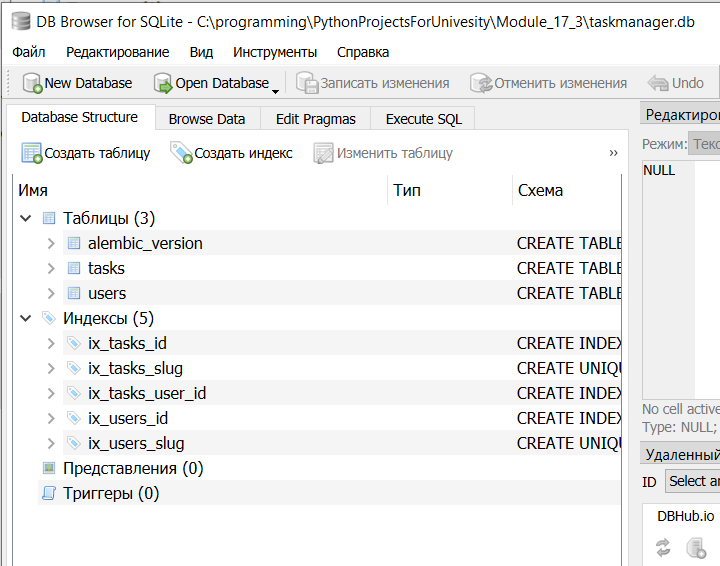 DB Browser for SQLite - C:\programming\PythonProjectsForUnivesity\Module_17_3\taskmanager.db
Файл Редактирование Вид Инструменты Справка
New Database Open Database Записать изменения Отменить изменения Undo
Database Structure Browse Data Edit Pragmas Execute SQL
Создать таблицу Создать индекс Изменить таблицу »
Имя Тип Схема
Таблицы (3)
alembic_version CREATE TABLE
tasks CREATE TABLE
users CREATE TABLE
Индексы (5)
ix_tasks_id CREATE INDEX
ix_tasks_slug CREATE UNIQU
ix_tasks_user_id CREATE INDEX
ix_users_id CREATE INDEX
ix_users_slug CREATE UNIQU
Представления (0)
Триггеры (0)
Редактиров
Режим: Текс
NULL
No cell active
Type: NULL;
Удаленный
ID Select an
DBHub.io